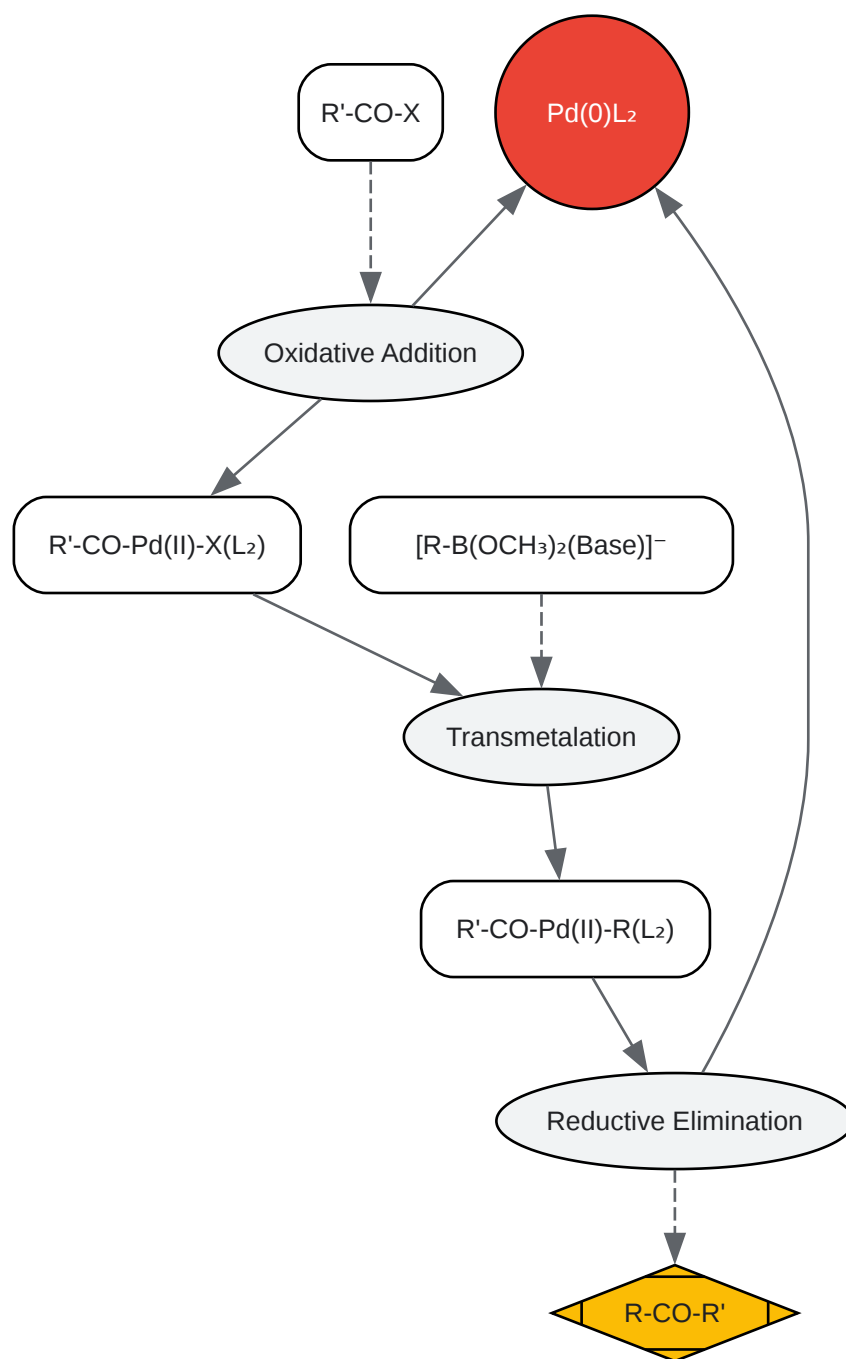 R'-CO-X
Pd(0)L₂
Oxidative Addition
R'-CO-Pd(II)-X(L₂)
[R-B(OCH₃)₂(Base)]⁻
Transmetalation
R'-CO-Pd(II)-R(L₂)
Reductive Elimination
R-CO-R'